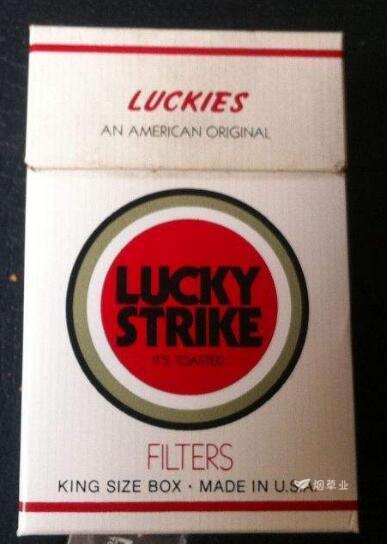 LUCKIES
AN AMERICAN ORIGINAL
LUCKY
STRIKE
IT'S TOASTED
FILTERS
KING SIZE BOX · MADE IN U.S.A.
烟草业